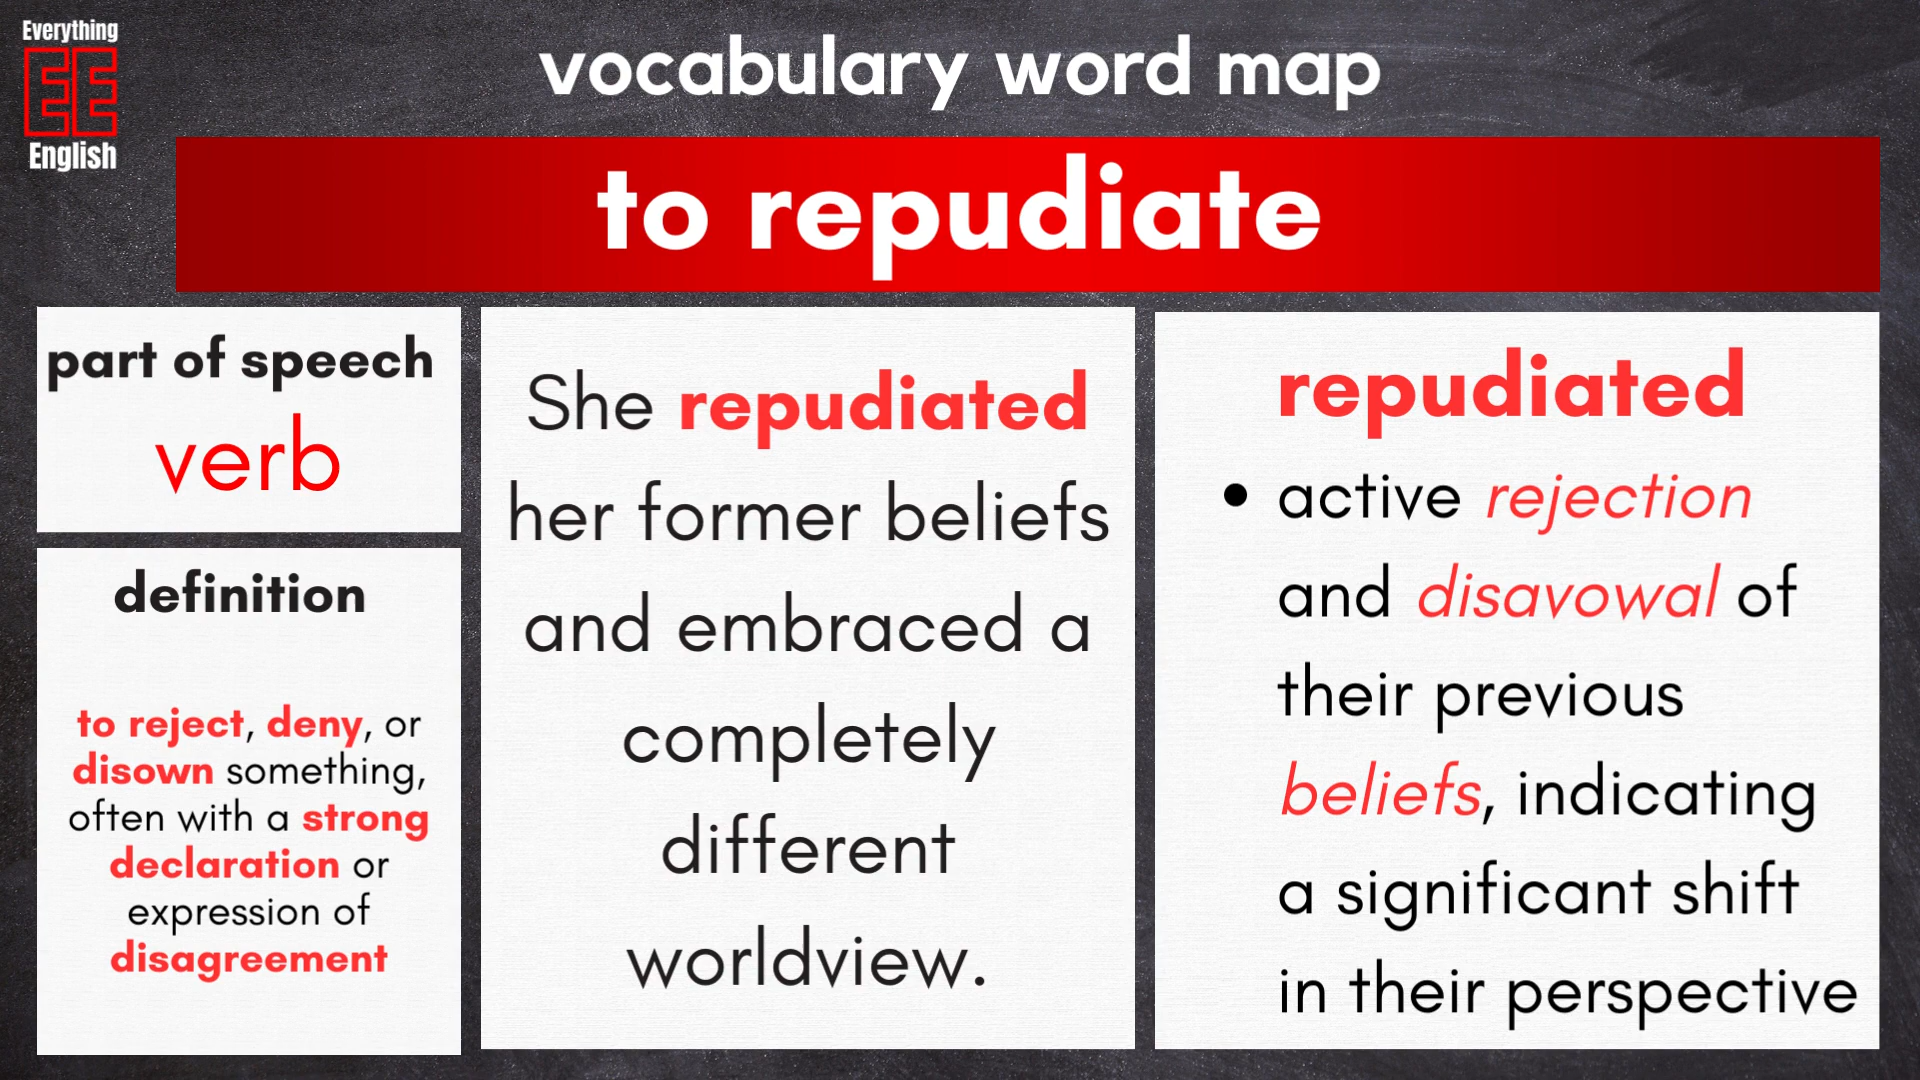 Everything
EE
English
vocabulary word map
to repudiate
part of speech
verb
definition
to reject, deny, or
disown something,
often with a strong
declaration or
expression of
disagreement
She repudiated
her former beliefs
and embraced a
completely
different
worldview.
repudiated
• active rejection
and disavowal of
their previous
beliefs, indicating
a significant shift
in their perspective